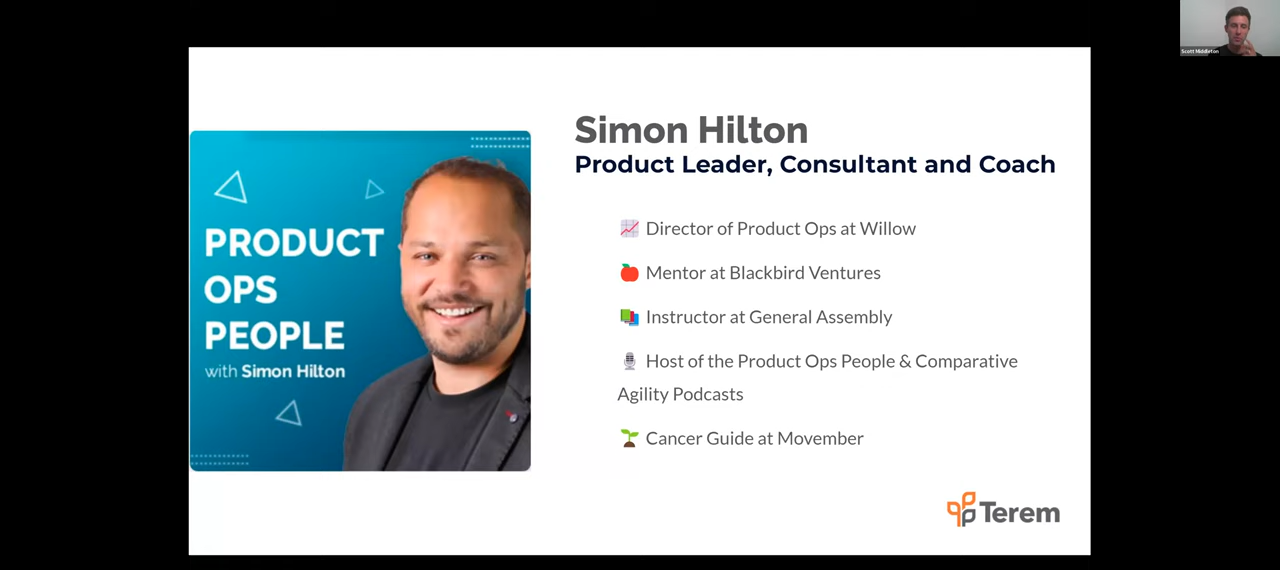 Scott Middleton
Simon Hilton
Product Leader, Consultant and Coach
PRODUCT
OPS
PEOPLE
with Simon Hilton
Director of Product Ops at Willow
Mentor at Blackbird Ventures
Instructor at General Assembly
Host of the Product Ops People & Comparative
Agility Podcasts
Cancer Guide at Movember
Terem